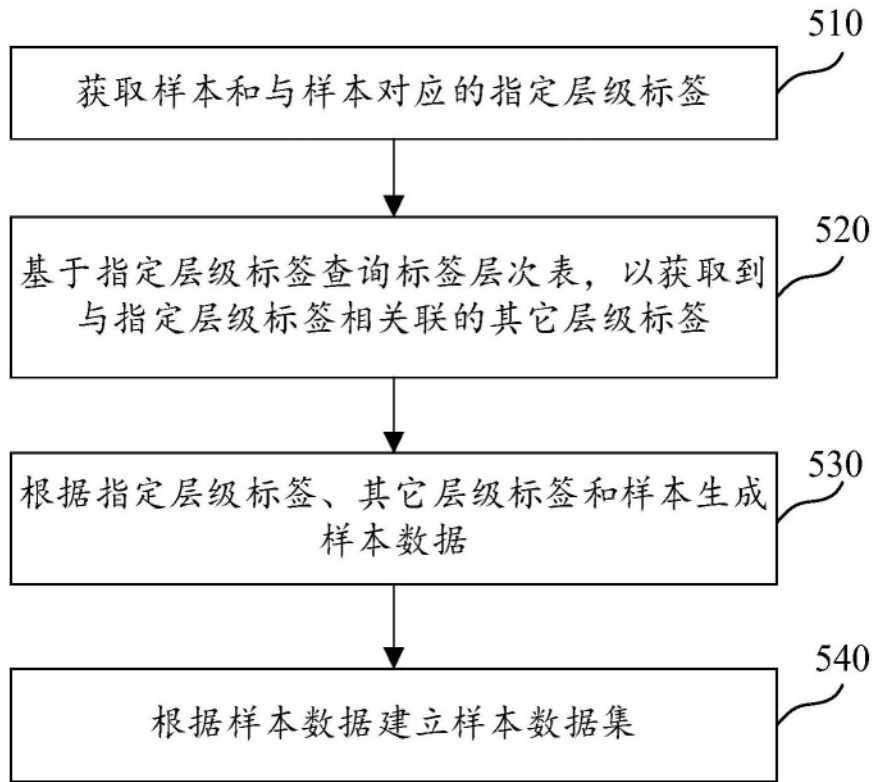 510
获取样本和与样本对应的指定层级标签
520
基于指定层级标签查询标签层次表，以获取到
与指定层级标签相关联的其它层级标签
530
根据指定层级标签、其它层级标签和样本生成
样本数据
540
根据样本数据建立样本数据集